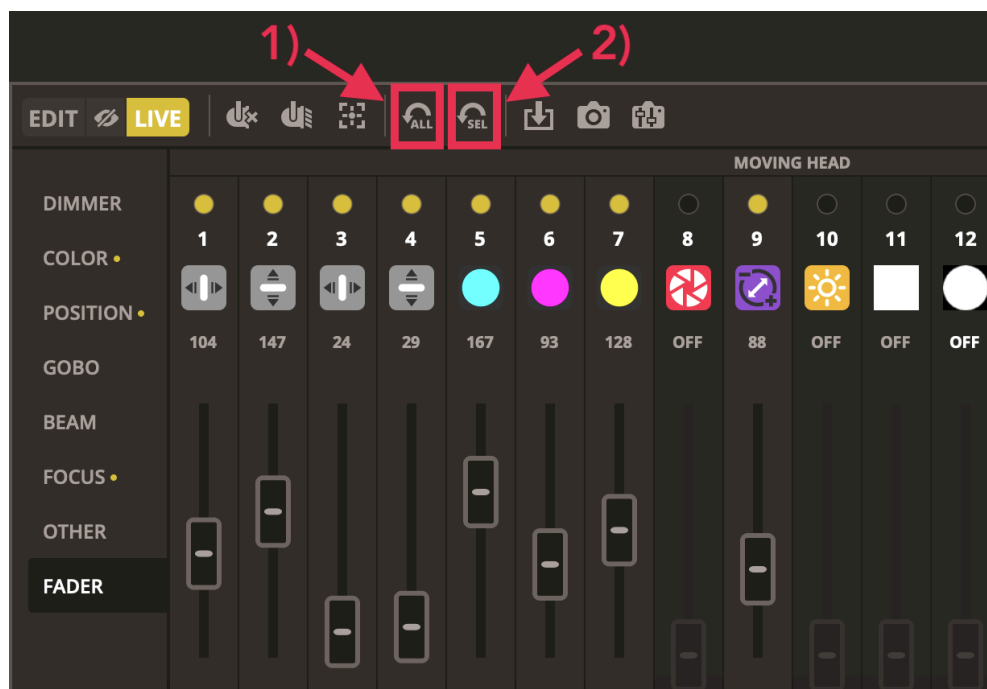 1) 2)
EDIT LIVE ALL SEL
MOVING HEAD
DIMMER
COLOR
POSITION
GOBO
BEAM
FOCUS
OTHER
FADER
1 2 3 4 5 6 7 8 9 10 11 12
104 147 24 29 167 93 128 OFF 88 OFF OFF OFF